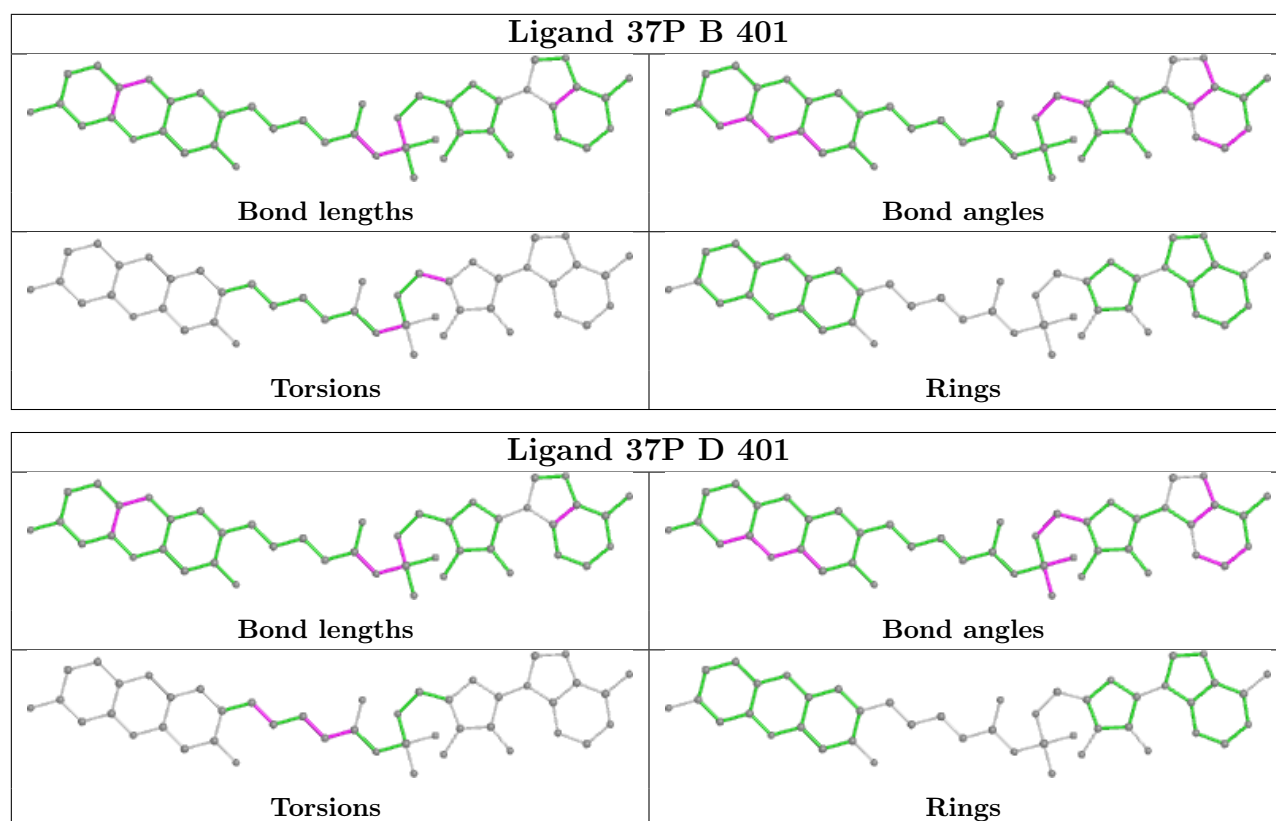 Ligand 37P B 401
Bond lengths
Bond angles
Torsions
Rings
Ligand 37P D 401
Bond lengths
Bond angles
Torsions
Rings